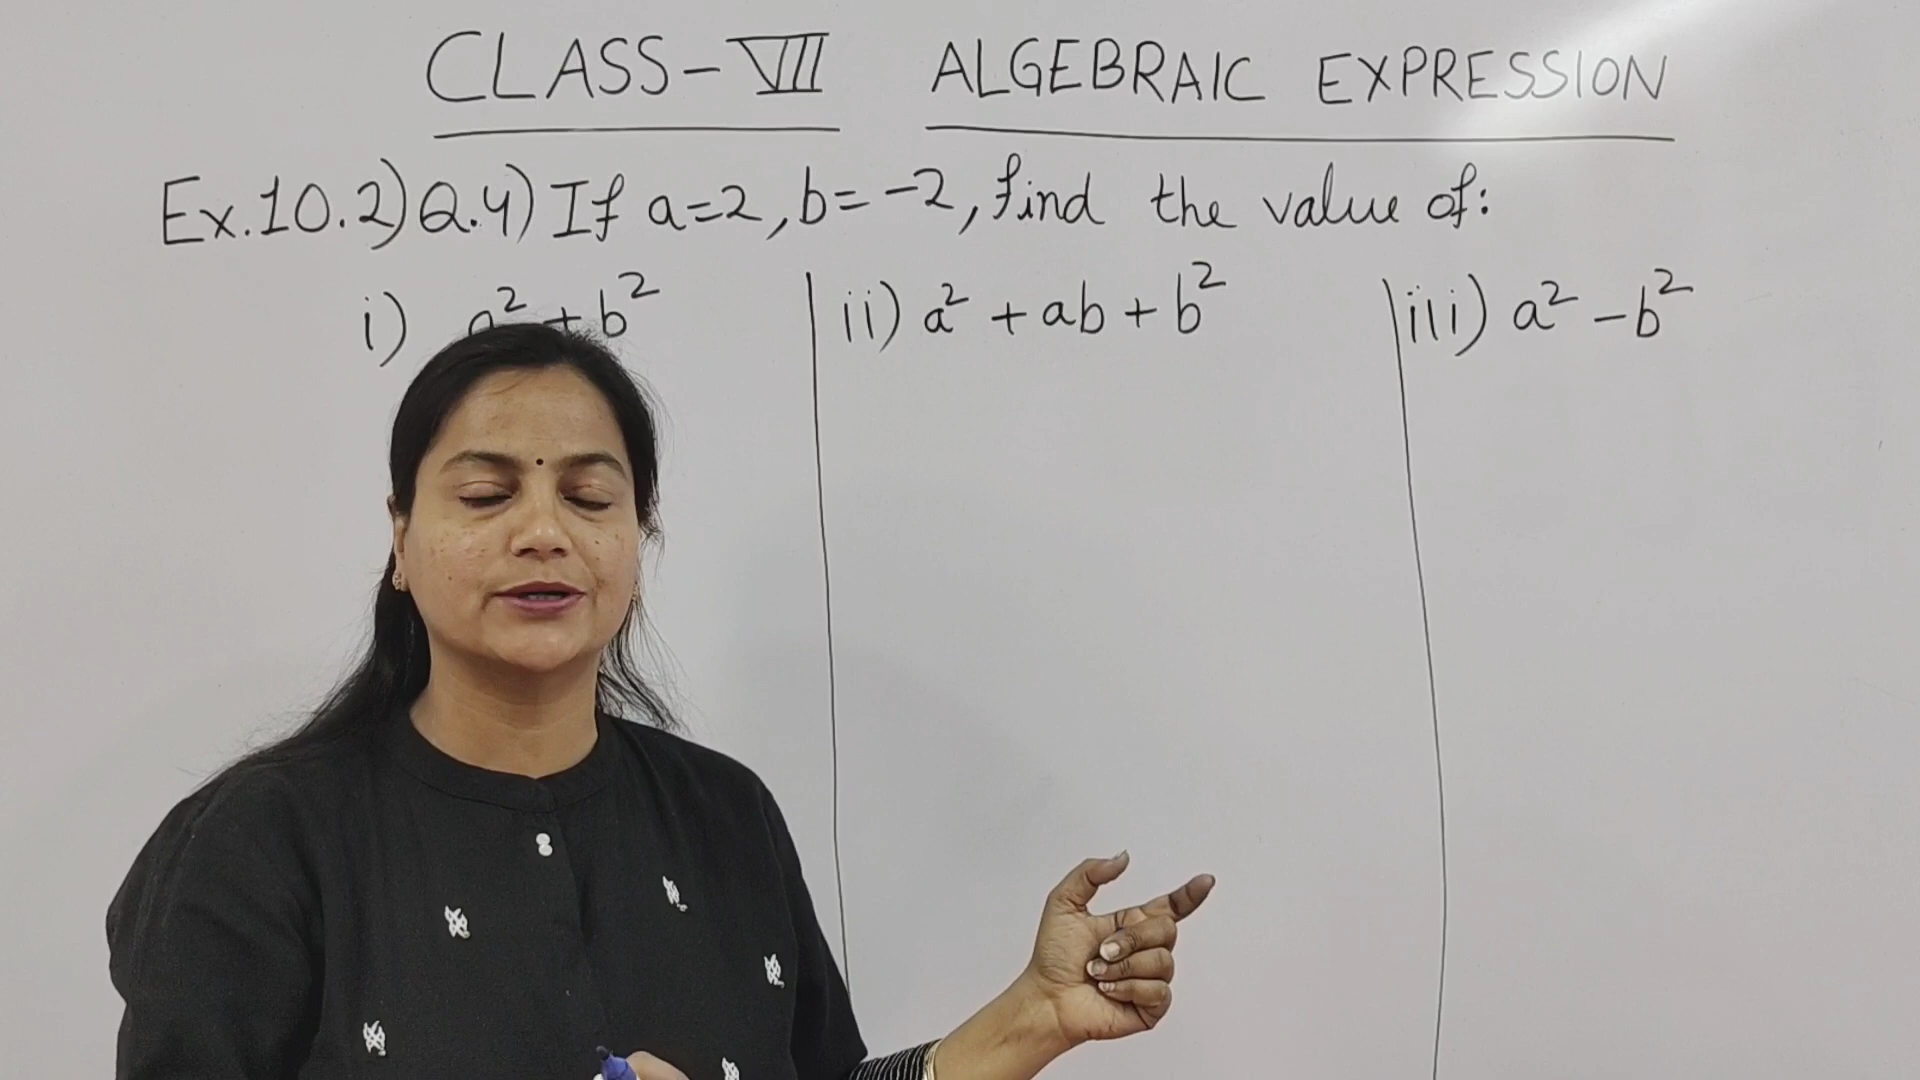 CLASS-VII ALGEBRAIC EXPRESSION
Ex.10.2) Q.4) If a=2, b=-2, find the value of:
i) a² + b² ii) a² + ab + b² iii) a² - b²